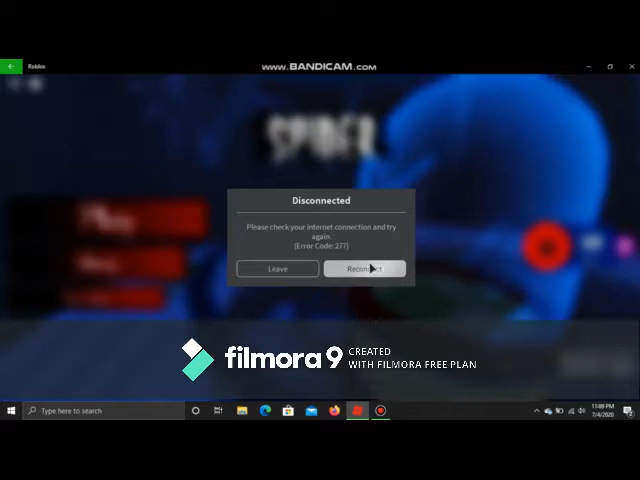 Roblox
www.BANDICAM.com
SPIDER
Disconnected
Please check your internet connection and try
again.
(Error Code: 277)
Leave
Reconnect
filmora 9
CREATED
WITH FILMORA FREE PLAN
Type here to search
11:09 PM
7/4/2020